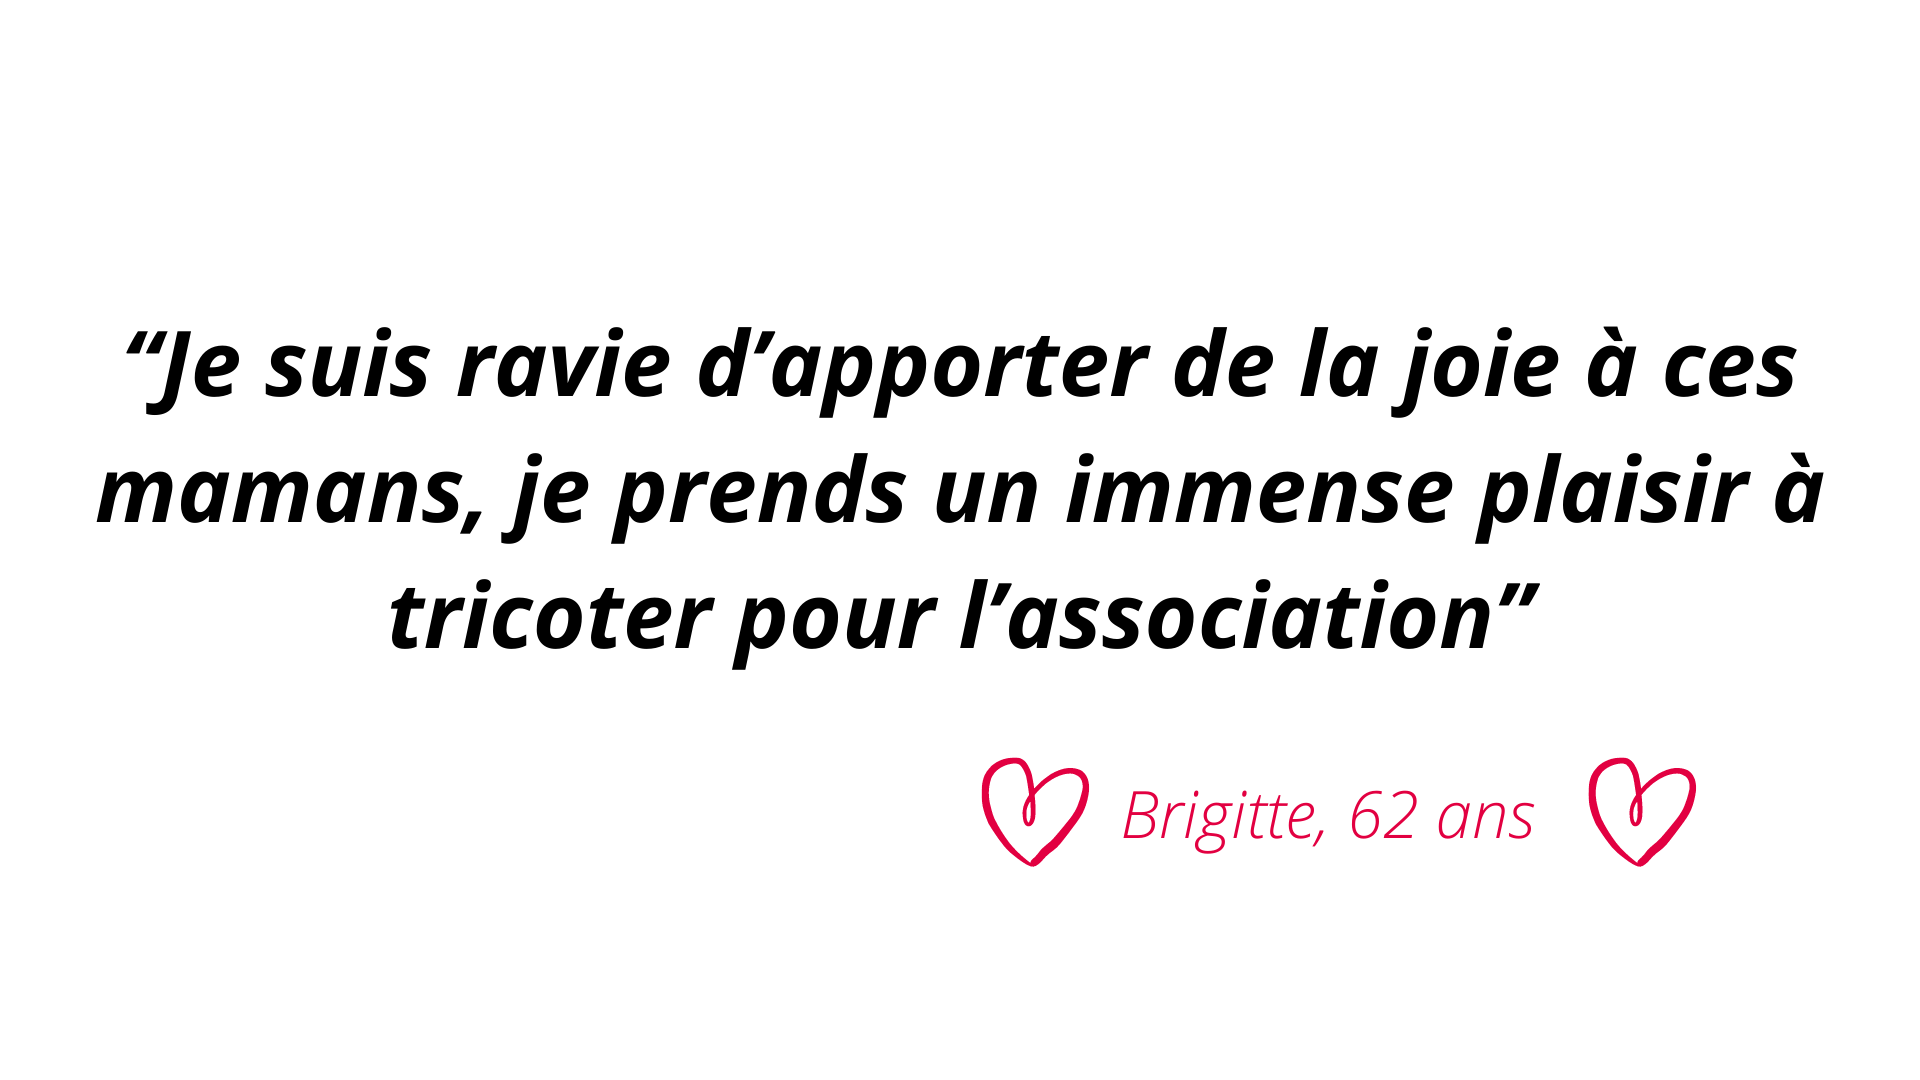 “Je suis ravie d’apporter de la joie à ces
mamans, je prends un immense plaisir à
tricoter pour l’association”
Brigitte, 62 ans